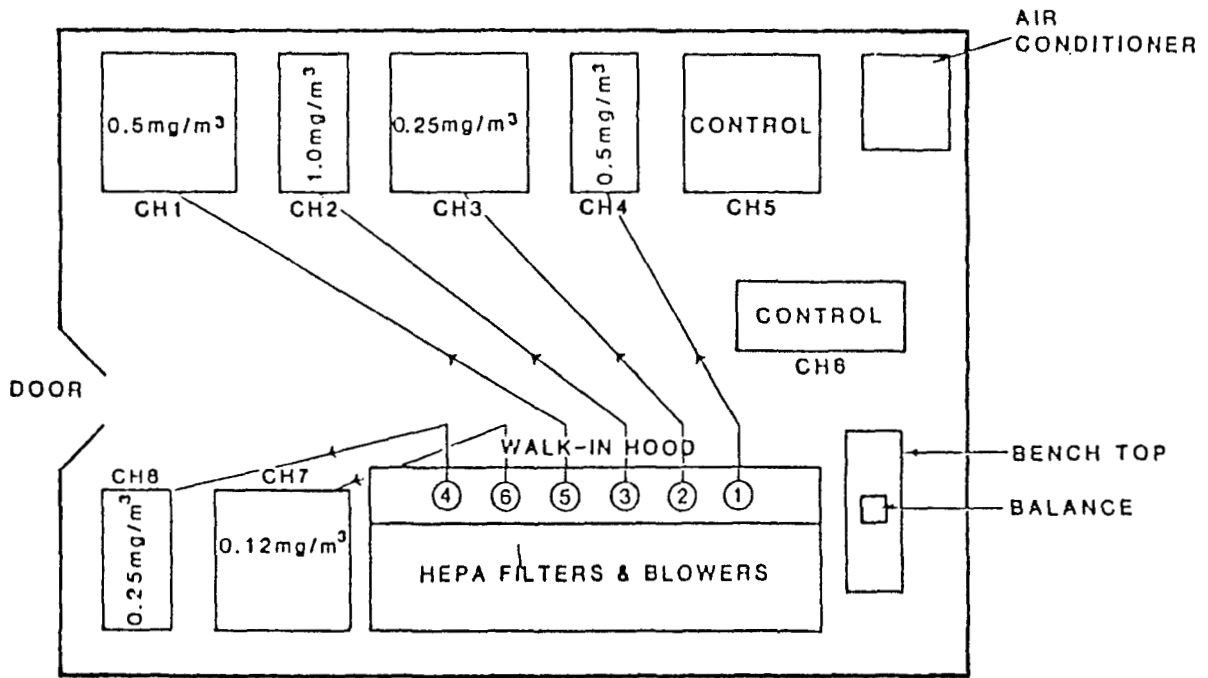 AIR
CONDITIONER
0.5mg/m³
1.0mg/m³
0.25mg/m³
0.5mg/m³
CONTROL
CH1
CH2
CH3
CH4
CH5
CONTROL
CH6
DOOR
WALK-IN HOOD
BENCH TOP
CH8
CH7
4
6
5
3
2
1
BALANCE
0.25mg/m³
0.12mg/m³
HEPA FILTERS & BLOWERS